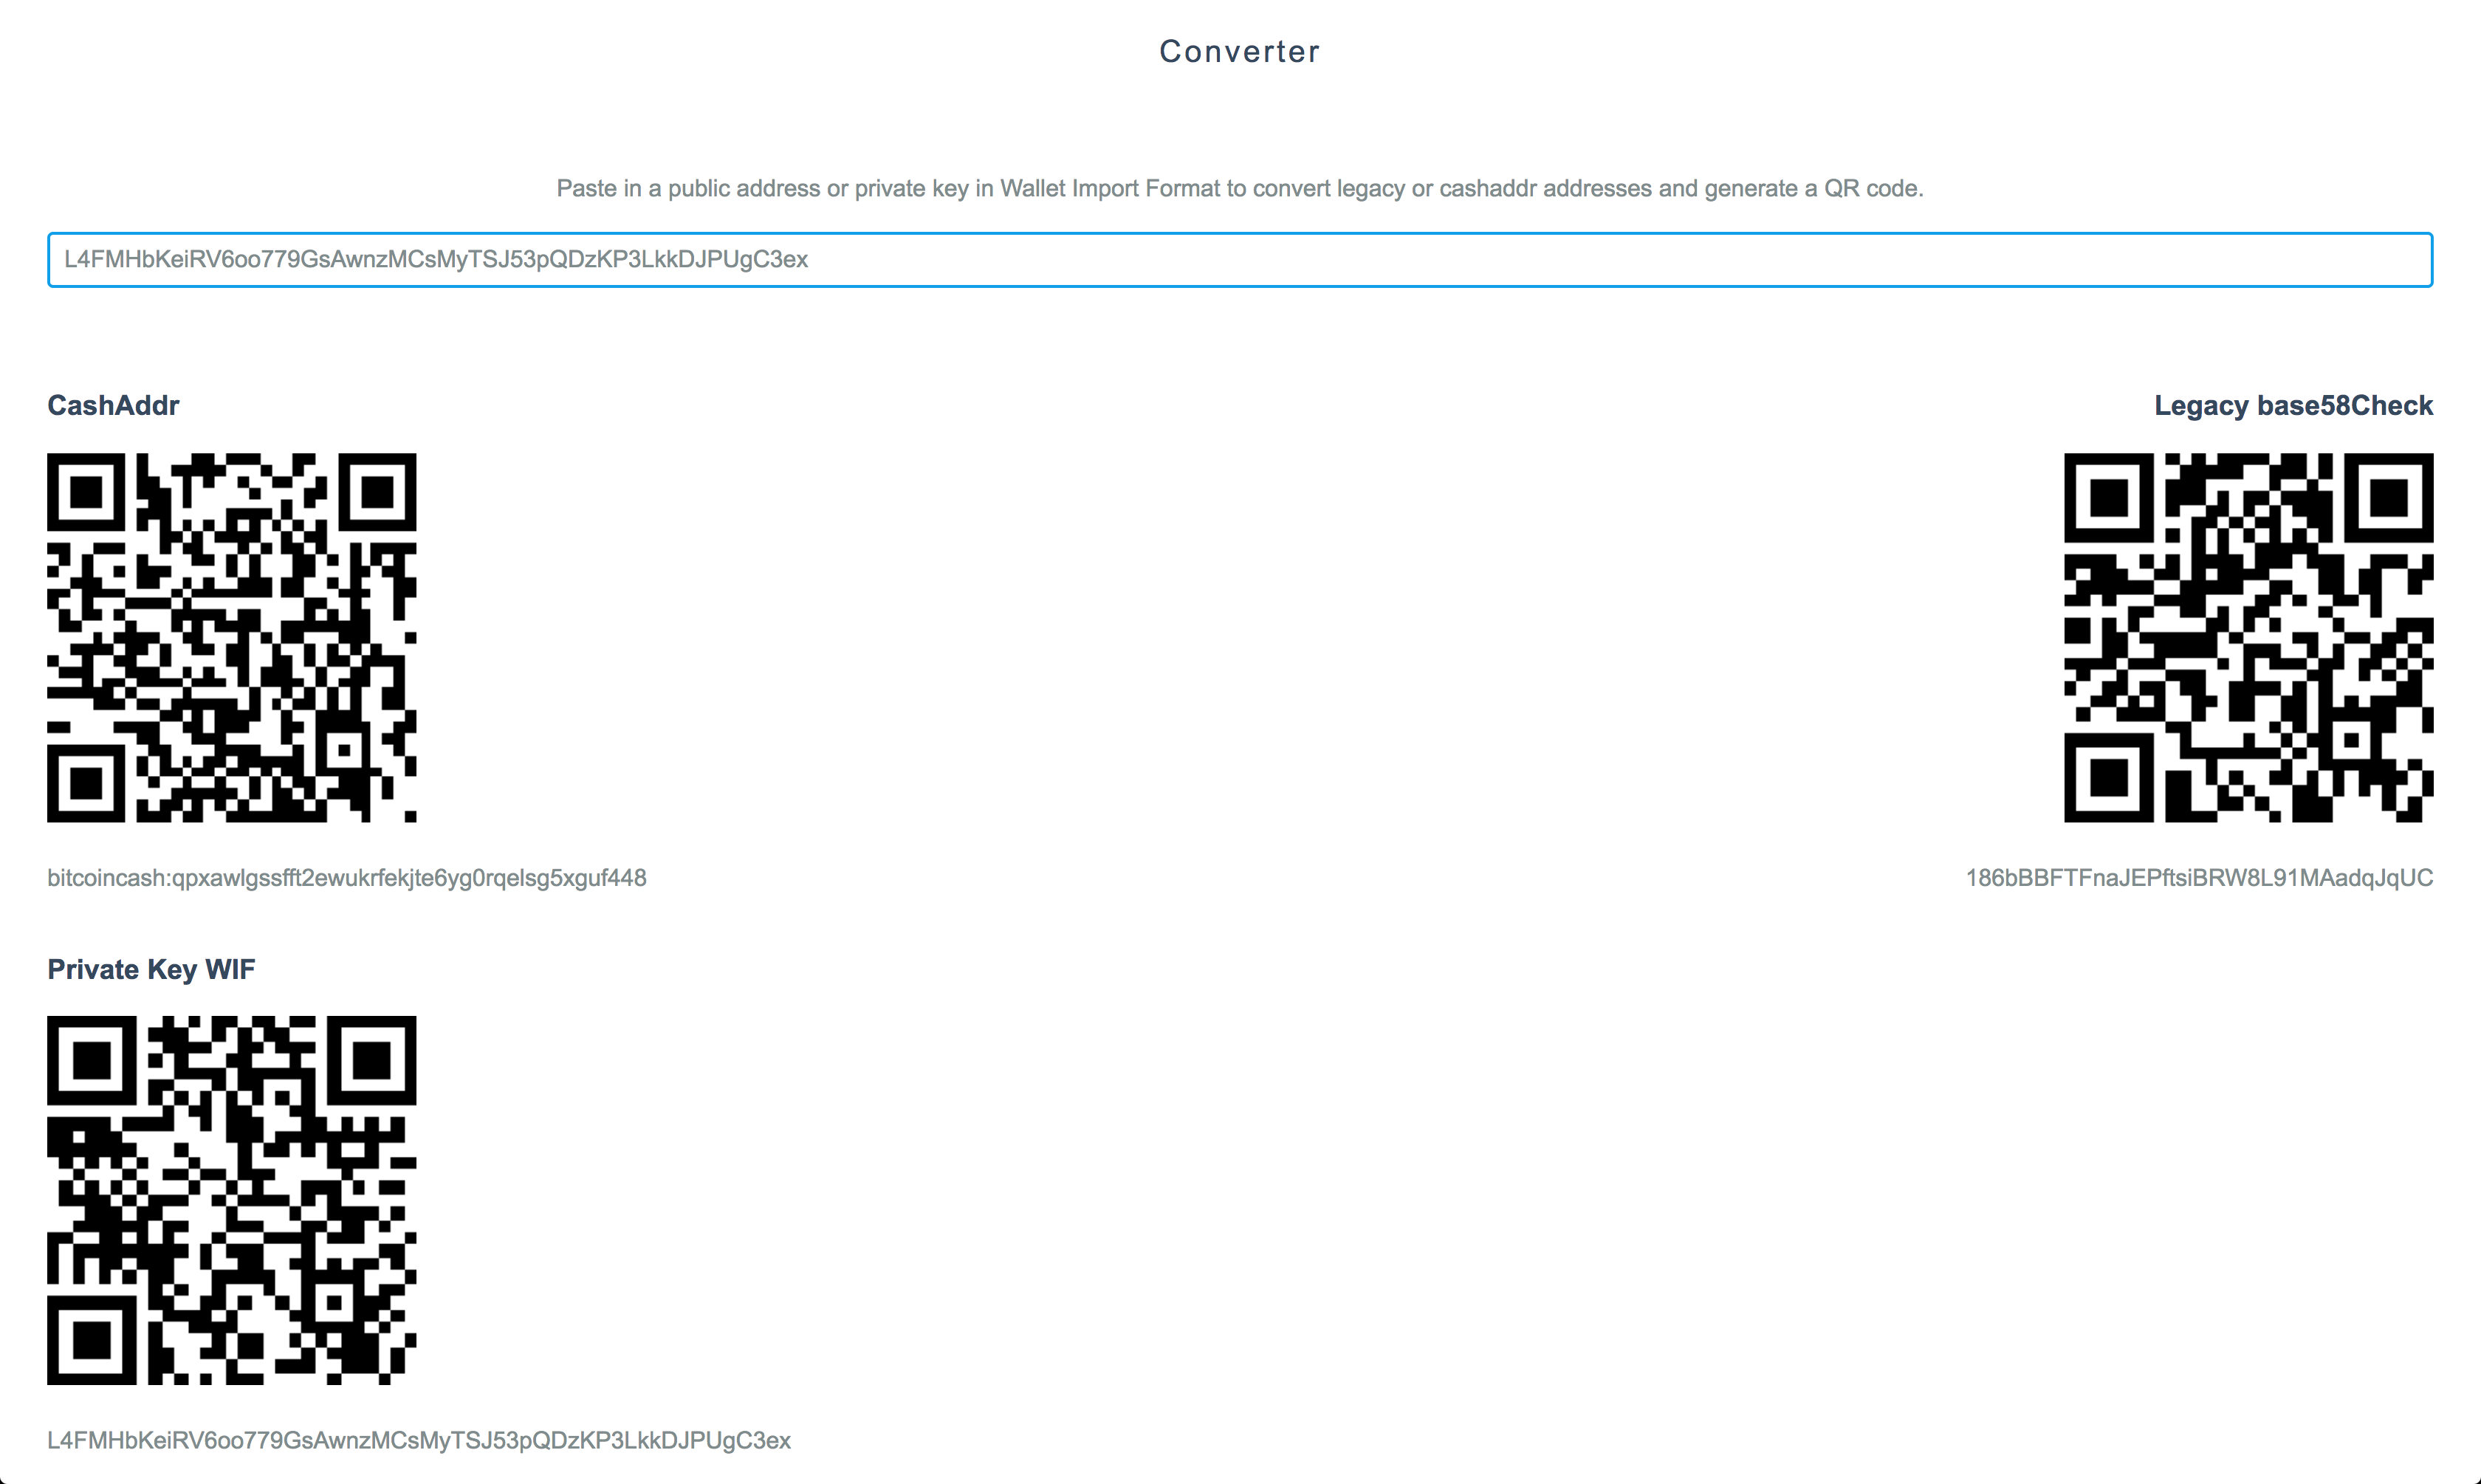 Converter
Paste in a public address or private key in Wallet Import Format to convert legacy or cashaddr addresses and generate a QR code.
L4FMHbKeiRV6oo779GsAwnzMCsMyTSJ53pQDzKP3LkkDJPUgC3ex
CashAddr
Legacy base58Check
bitcoincash:qpxawlgssfft2ewukrfekjte6yg0rqelsg5xguf448
186bBBFTFnaJEPftsiBRW8L91MAadqJqUC
Private Key WIF
L4FMHbKeiRV6oo779GsAwnzMCsMyTSJ53pQDzKP3LkkDJPUgC3ex